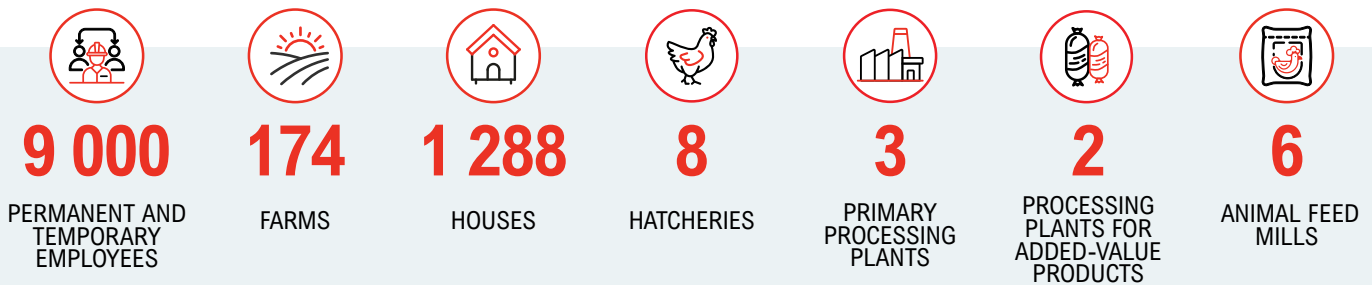 9 000
PERMANENT AND
TEMPORARY
EMPLOYEES
174
FARMS
1 288
HOUSES
8
HATCHERIES
3
PRIMARY
PROCESSING
PLANTS
2
PROCESSING
PLANTS FOR
ADDED-VALUE
PRODUCTS
6
ANIMAL FEED
MILLS